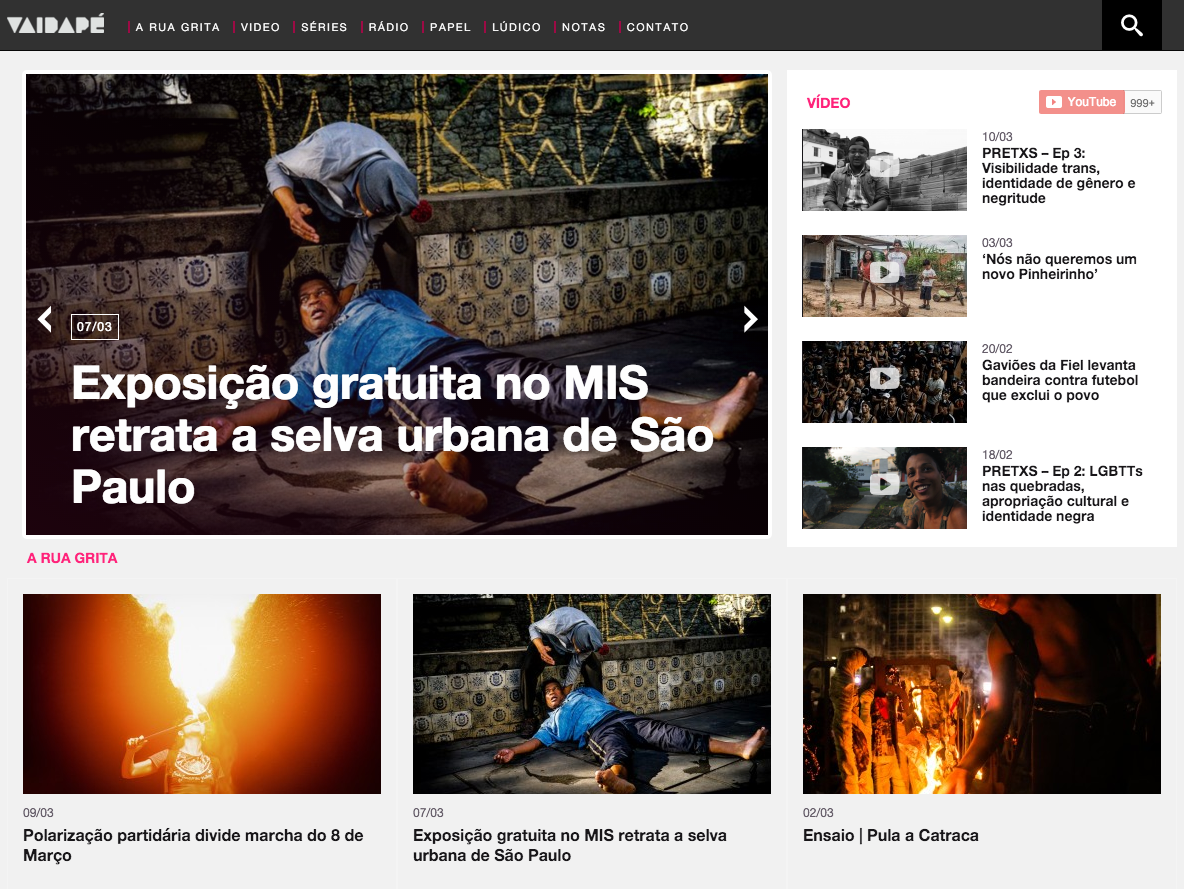 VAIDAPÉ
A RUA GRITA
VIDEO
SÉRIES
RÁDIO
PAPEL
LÚDICO
NOTAS
CONTATO
07/03
Exposição gratuita no MIS
retrata a selva urbana de São
Paulo
VÍDEO
YouTube
999+
10/03
PRETXS – Ep 3:
Visibilidade trans,
identidade de gênero e
negritude
03/03
‘Nós não queremos um
novo Pinheirinho’
20/02
Gaviões da Fiel levanta
bandeira contra futebol
que exclui o povo
18/02
PRETXS – Ep 2: LGBTTs
nas quebradas,
apropriação cultural e
identidade negra
A RUA GRITA
09/03
Polarização partidária divide marcha do 8 de
Março
07/03
Exposição gratuita no MIS retrata a selva
urbana de São Paulo
02/03
Ensaio | Pula a Catraca